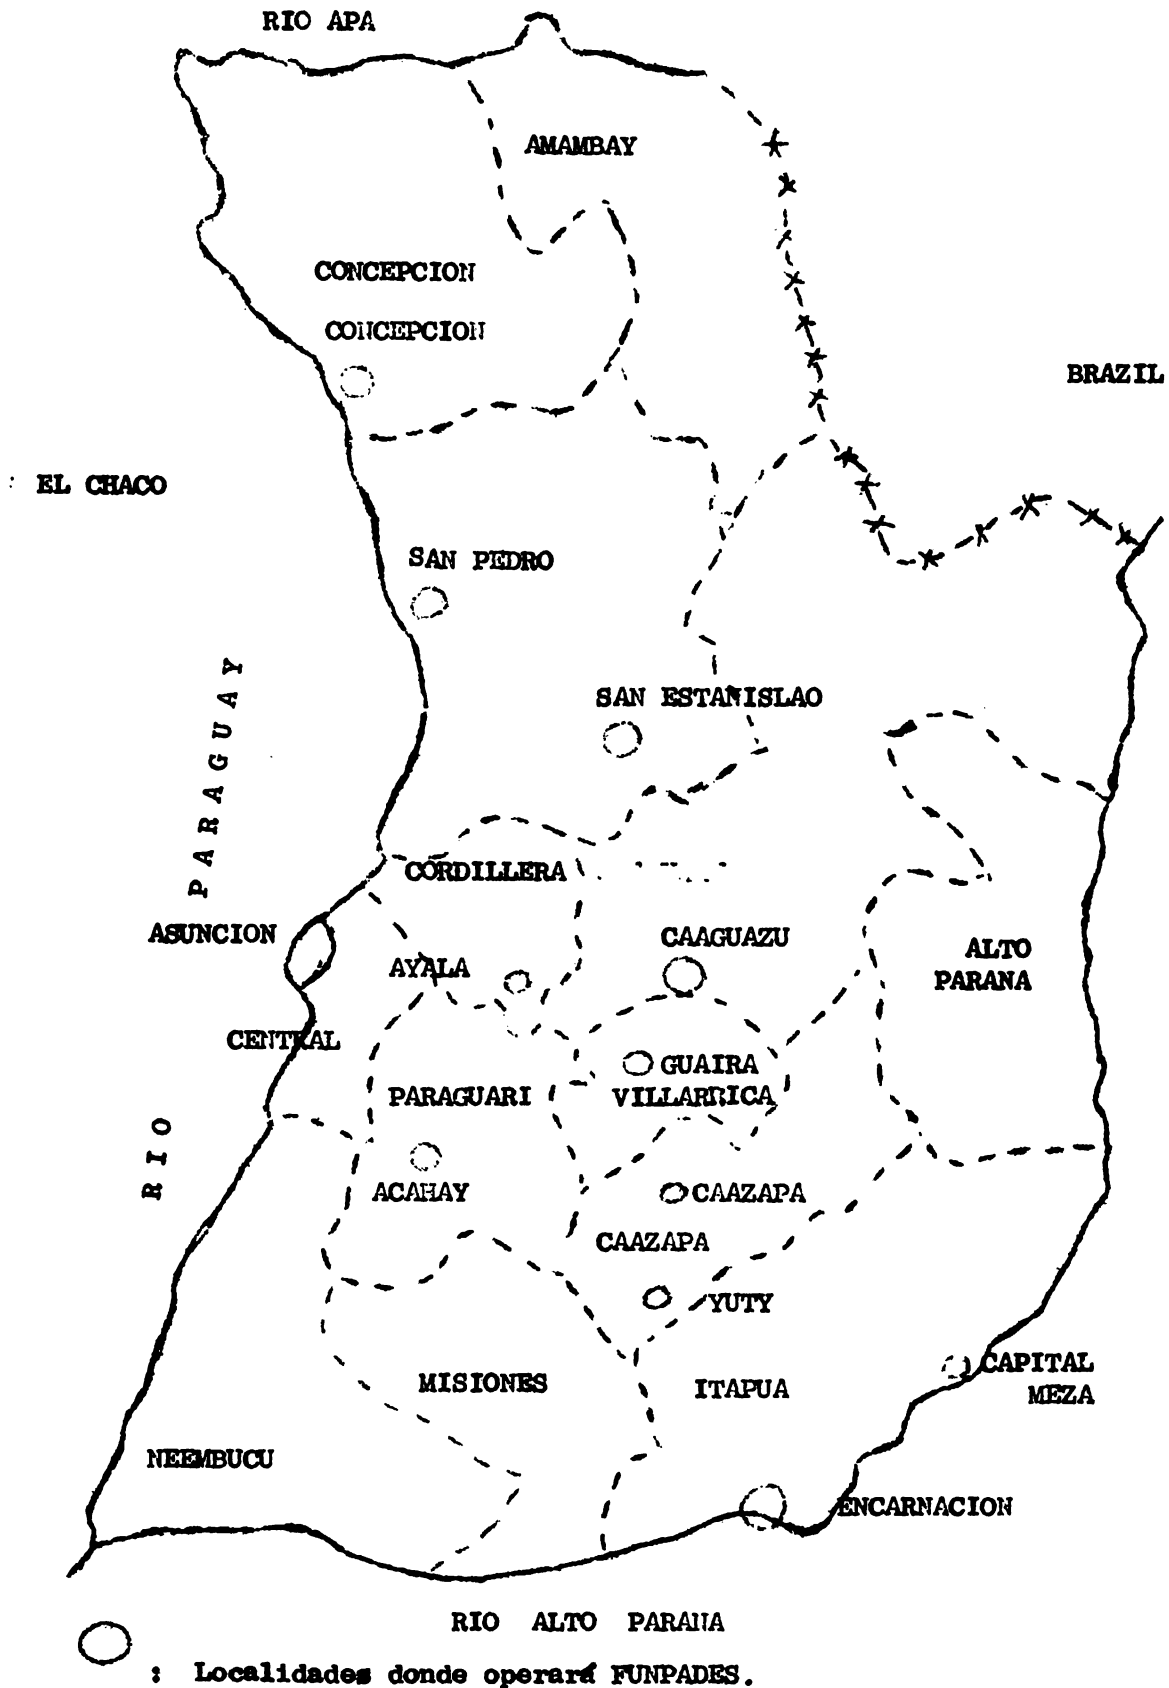 RIO APA
AMAMBAY
CONCEPCION
CONCEPCION
BRAZIL
: EL CHACO
SAN PEDRO
SAN ESTANISLAO
RIO PARAGUAY
CORDILLERA
ASUNCION
CAAGUAZU
ALTO
PARANA
AYALA
CENTRAL
GUAIRA
PARAGUARI
VILLARRICA
ACAHAY
CAAZAPA
CAAZAPA
YUTY
CAPITAL
MEZA
MISIONES
ITAPUA
NEEMBUCU
ENCARNACION
RIO ALTO PARANA
: Localidades donde operará FUNPADES.